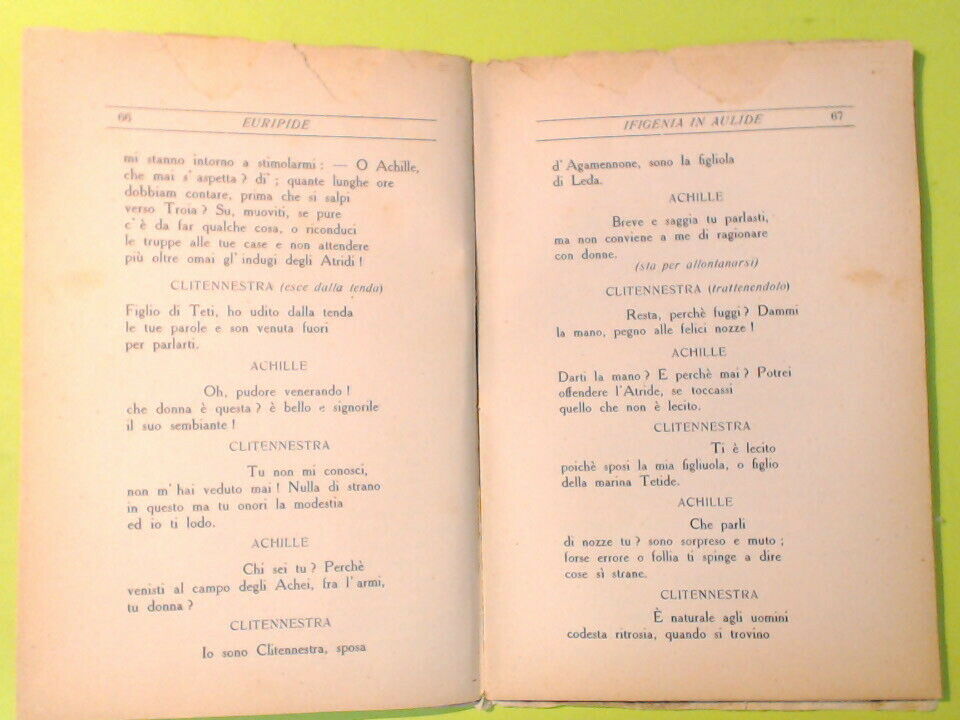 66
EURIPIDE
mi stanno intorno a stimolarmi: — O Achille,
che mai s'aspetta? di'; quante lunghe ore
dobbiam contare, prima che si salpi
verso Troia? Su, muoviti, se pure
c'è da far qualche cosa, o riconduci
le truppe alle tue case e non attendere
più oltre omai gl'indugi degli Atridi!
CLITENNESTRA (esce dalla tenda)
Figlio di Teti, ho udito dalla tenda
le tue parole e son venuta fuori
per parlarti.
ACHILLE
Oh, pudore venerando!
che donna è questa? è bello e signorile
il suo sembiante!
CLITENNESTRA
Tu non mi conosci,
non m'hai veduto mai! Nulla di strano
in questo ma tu onori la modestia
ed io ti lodo.
ACHILLE
Chi sei tu? Perchè
venisti al campo degli Achei, fra l'armi,
tu donna?
CLITENNESTRA
Io sono Clitennestra, sposa
IFIGENIA IN AULIDE
67
d'Agamennone, sono la figliola
di Leda.
ACHILLE
Breve e saggia tu parlasti,
ma non conviene a me di ragionare
con donne.
(sta per allontanarsi)
CLITENNESTRA (trattenendolo)
Resta, perchè fuggi? Dammi
la mano, pegno alle felici nozze!
ACHILLE
Darti la mano? E perchè mai? Potrei
offendere l'Atride, se toccassi
quello che non è lecito.
CLITENNESTRA
Ti è lecito
poichè sposi la mia figliuola, o figlio
della marina Tetide.
ACHILLE
Che parli
di nozze tu? sono sorpreso e muto;
forse errore o follia ti spinge a dire
cose sì strane.
CLITENNESTRA
È naturale agli uomini
codesta ritrosia, quando si trovino